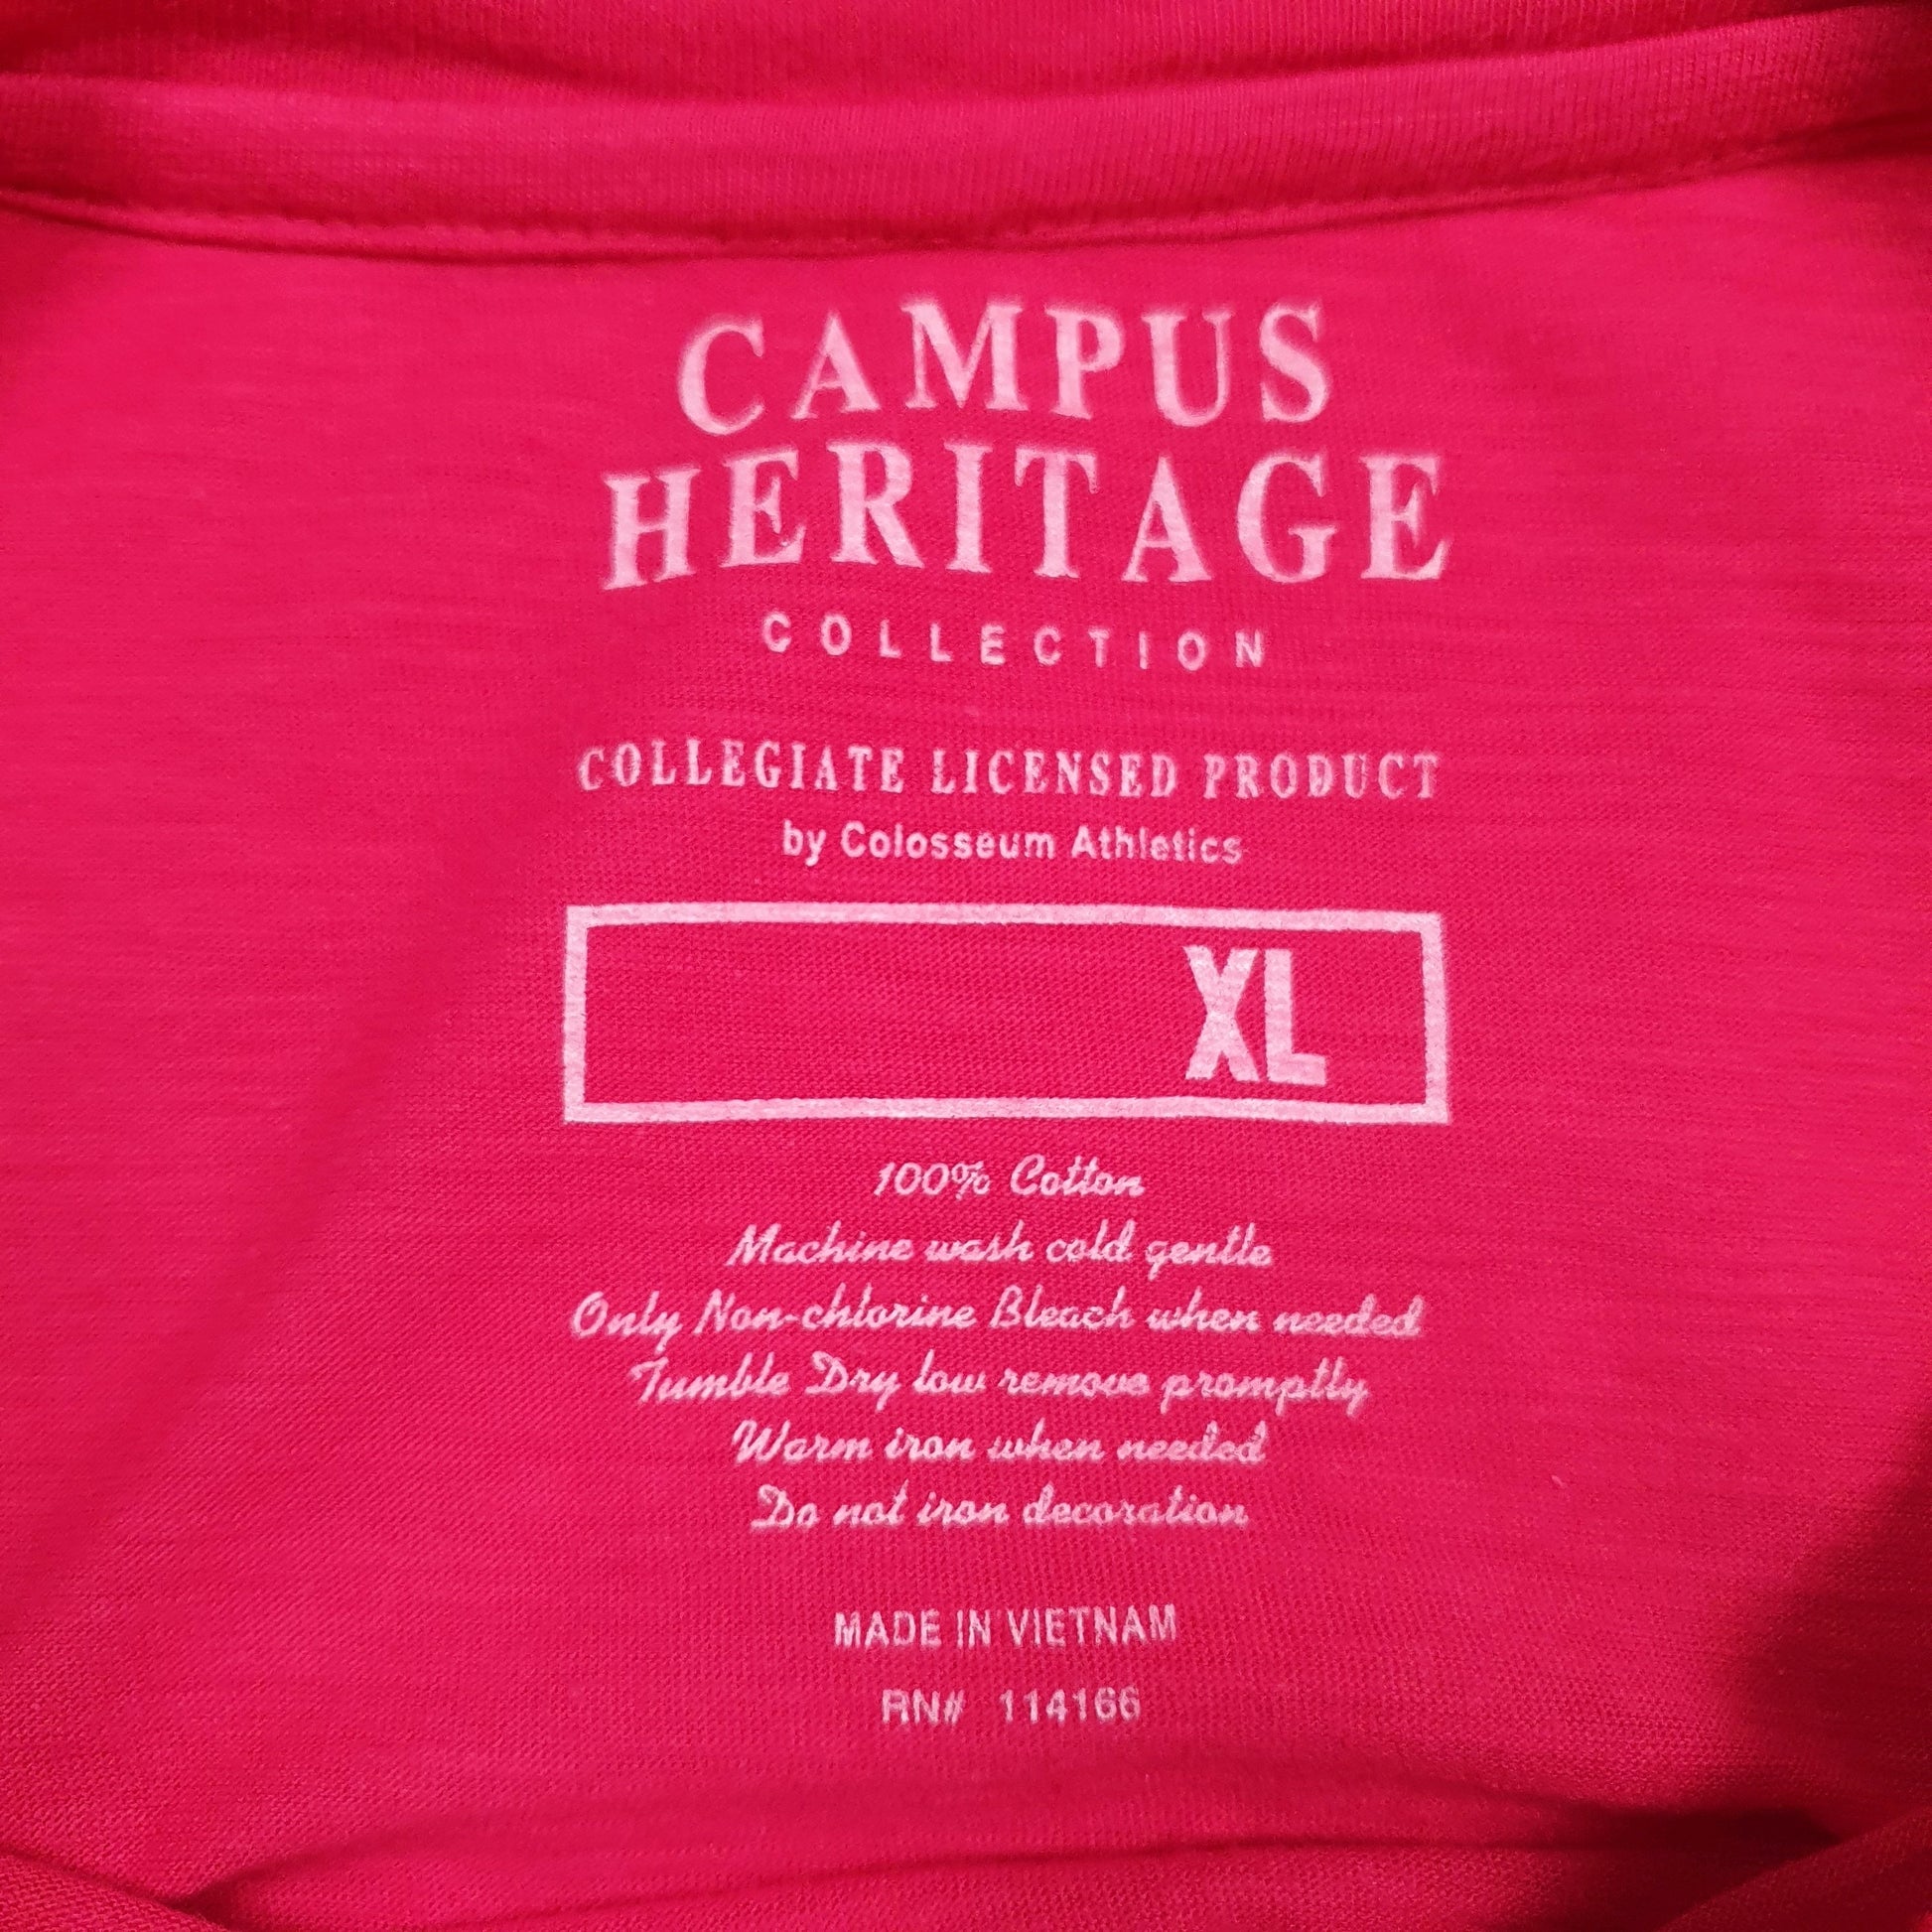 CAMPUS
HERITAGE
COLLECTION
COLLEGIATE LICENSED PRODUCT
by Colosseum Athletics
XL
100% Cotton
Machine wash cold gentle
Only Non-chlorine Bleach when needed
Tumble Dry low remove promptly
Warm iron when needed
Do not iron decoration
MADE IN VIETNAM
RN# 114166